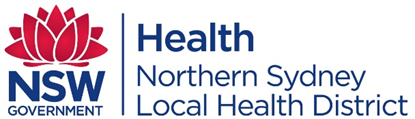 NSW
GOVERNMENT
Health
Northern Sydney
Local Health District